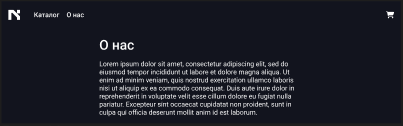 Каталог О нас
О нас
Lorem ipsum dolor sit amet, consectetur adipiscing elit, sed do
eiusmod tempor incididunt ut labore et dolore magna aliqua. Ut
enim ad minim veniam, quis nostrud exercitation ullamco laboris
nisi ut aliquip ex ea commodo consequat. Duis aute irure dolor in
reprehenderit in voluptate velit esse cillum dolore eu fugiat nulla
pariatur. Excepteur sint occaecat cupidatat non proident, sunt in
culpa qui officia deserunt mollit anim id est laborum.